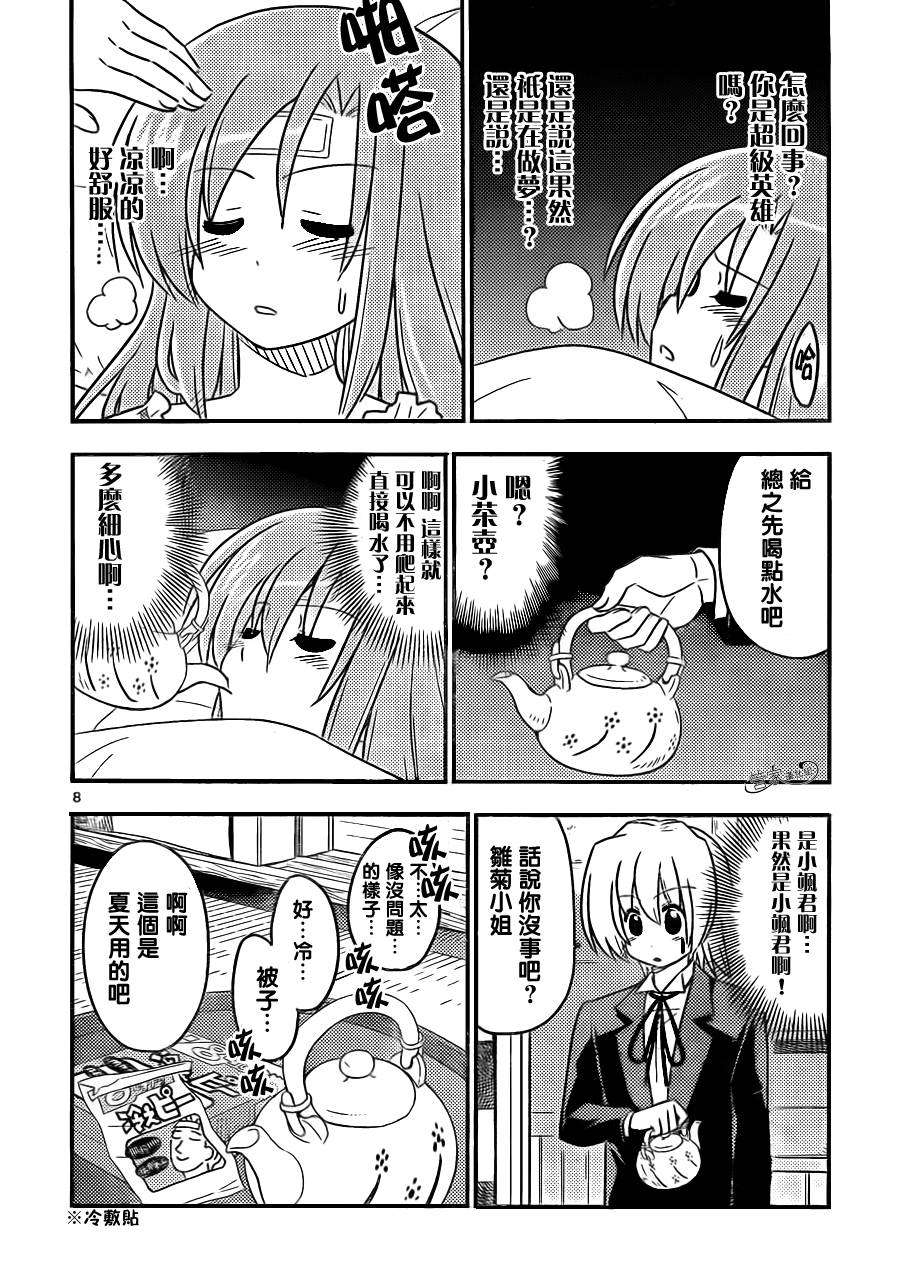 怎麼回事?
你是超級英雄
嗎?
還是說這果然
祇是在做夢…?
還是說…
哈
啪
嗒
啊…
凉凉的
好舒服……
給
總之先喝點水吧
嗯?
小茶壺?
啊啊 這樣就
可以不用爬起來
直接喝水了…
多麼細心啊…
8
是小颯君啊…
果然是小颯君啊!
話說你沒事吧?
雛菊小姐
咳
咳
不…太…
像沒問題…
的樣子…
咳
咳
好…冷…
被子…
咳
咳
啊啊
這個是
夏天用的吧
冷えピ
※冷敷貼